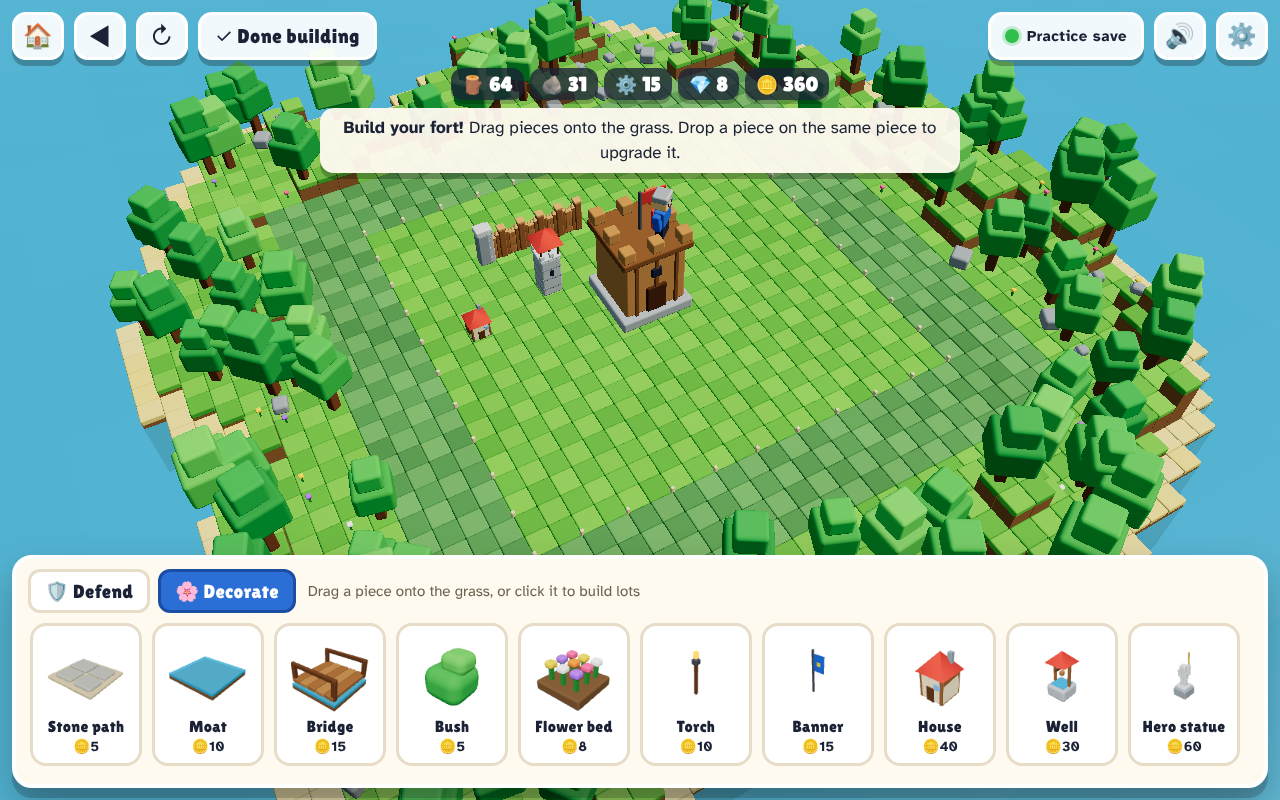 Done building
Practice save
64
31
15
8
360
Build your fort! Drag pieces onto the grass. Drop a piece on the same piece to
upgrade it.
Defend
Decorate
Drag a piece onto the grass, or click it to build lots
Stone path
5
Moat
10
Bridge
15
Bush
5
Flower bed
8
Torch
10
Banner
15
House
40
Well
30
Hero statue
60